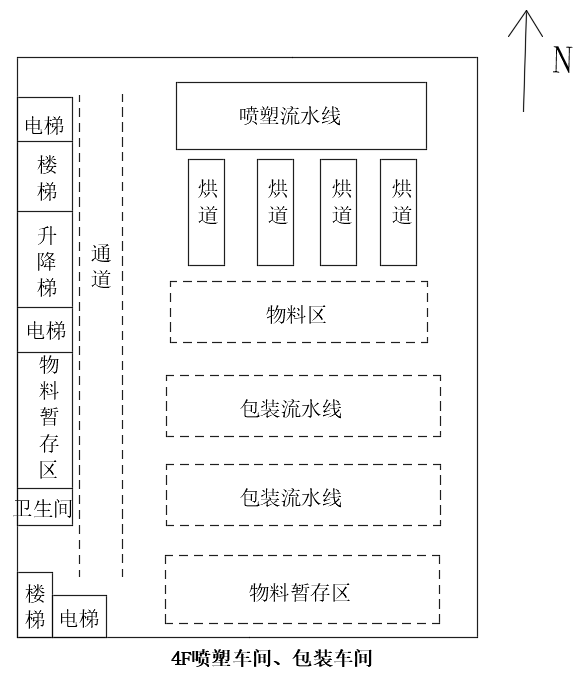 N
电梯
楼梯
升降梯
电梯
物料暂存区
卫生间
楼梯
电梯
通道
喷塑流水线
烘道
烘道
烘道
烘道
物料区
包装流水线
包装流水线
物料暂存区
4F喷塑车间、包装车间